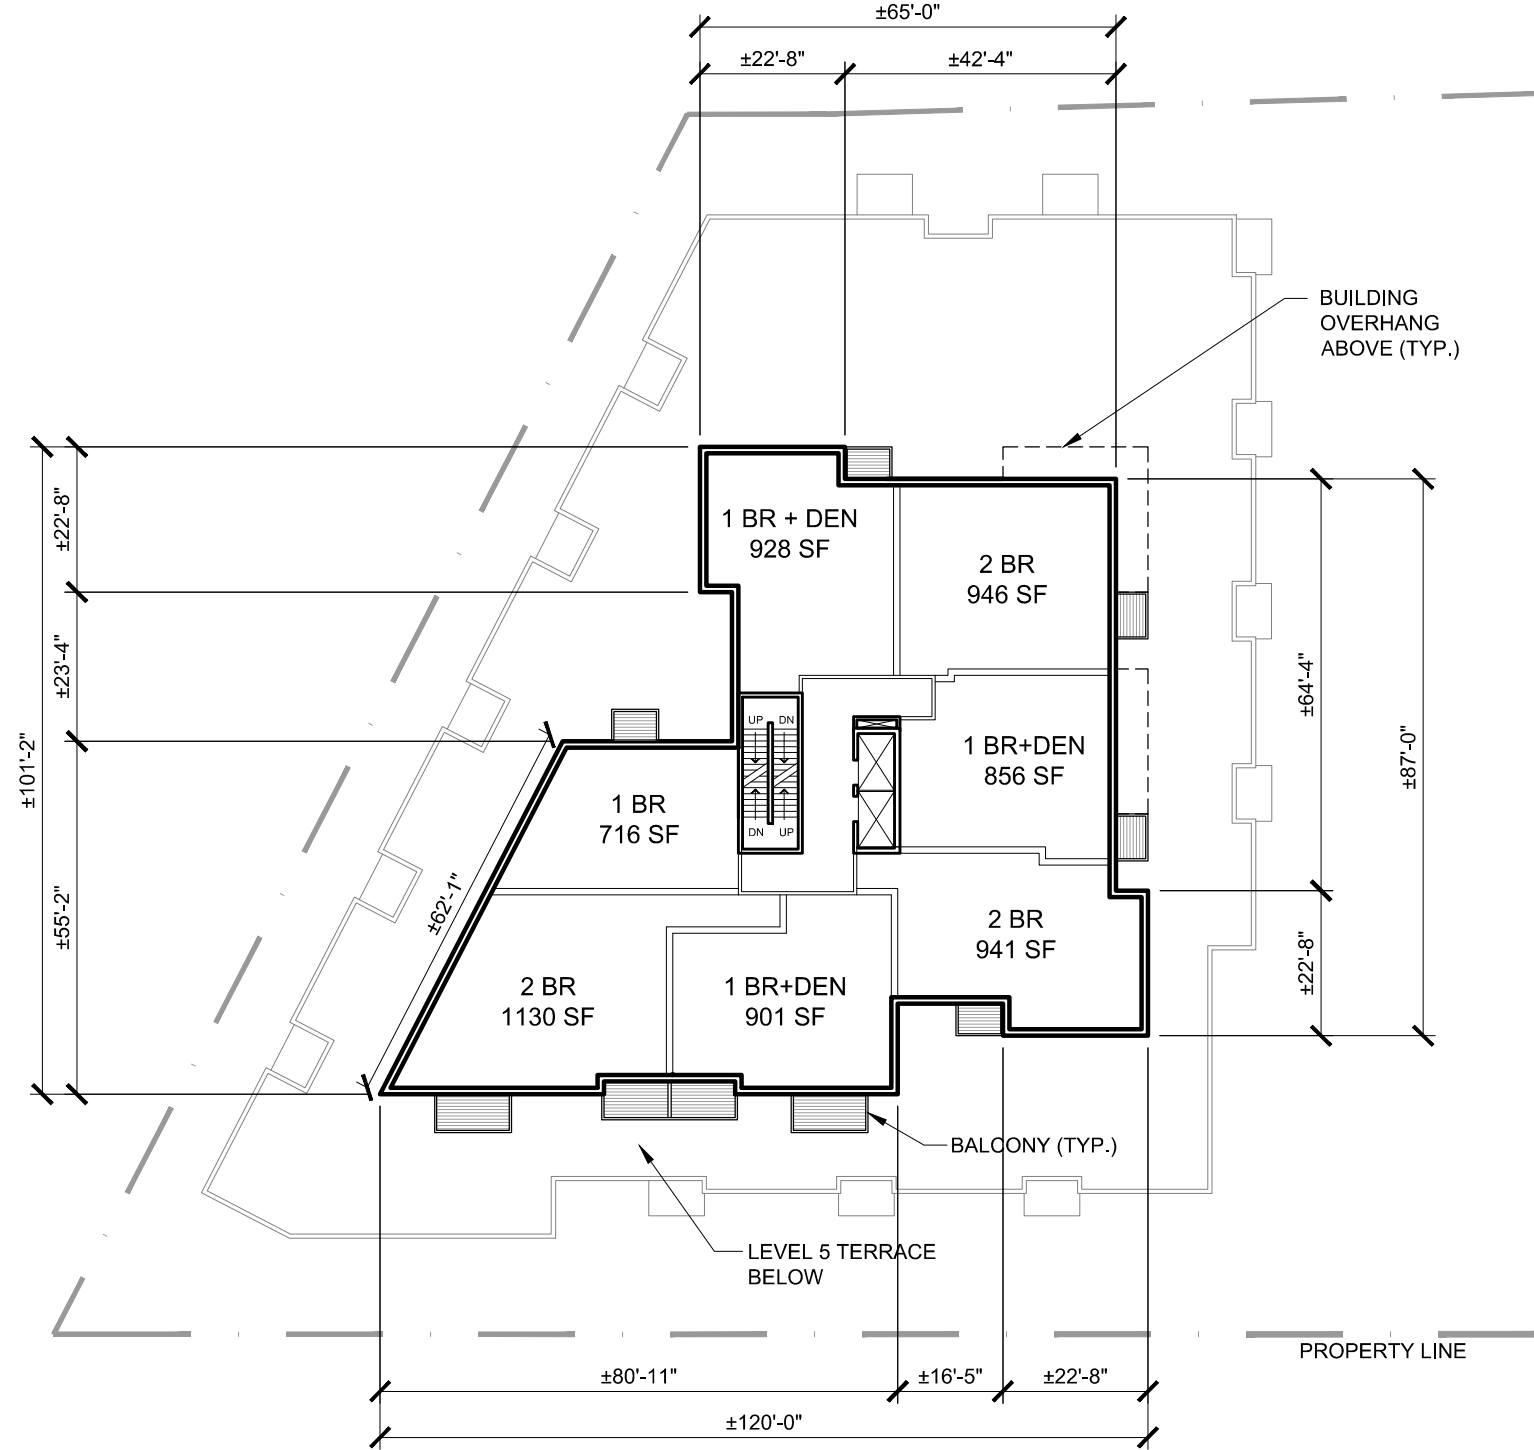 ±65'-0"
±22'-8"
±42'-4"
BUILDING
OVERHANG
ABOVE (TYP.)
±101'-2"
±22'-8"
±23'-4"
±55'-2"
±62'-1"
1 BR + DEN
928 SF
2 BR
946 SF
UP
DN
DN
UP
1 BR+DEN
856 SF
1 BR
716 SF
2 BR
941 SF
2 BR
1130 SF
1 BR+DEN
901 SF
±64'-4"
±87'-0"
±22'-8"
BALCONY (TYP.)
LEVEL 5 TERRACE
BELOW
PROPERTY LINE
±80'-11"
±16'-5"
±22'-8"
±120'-0"